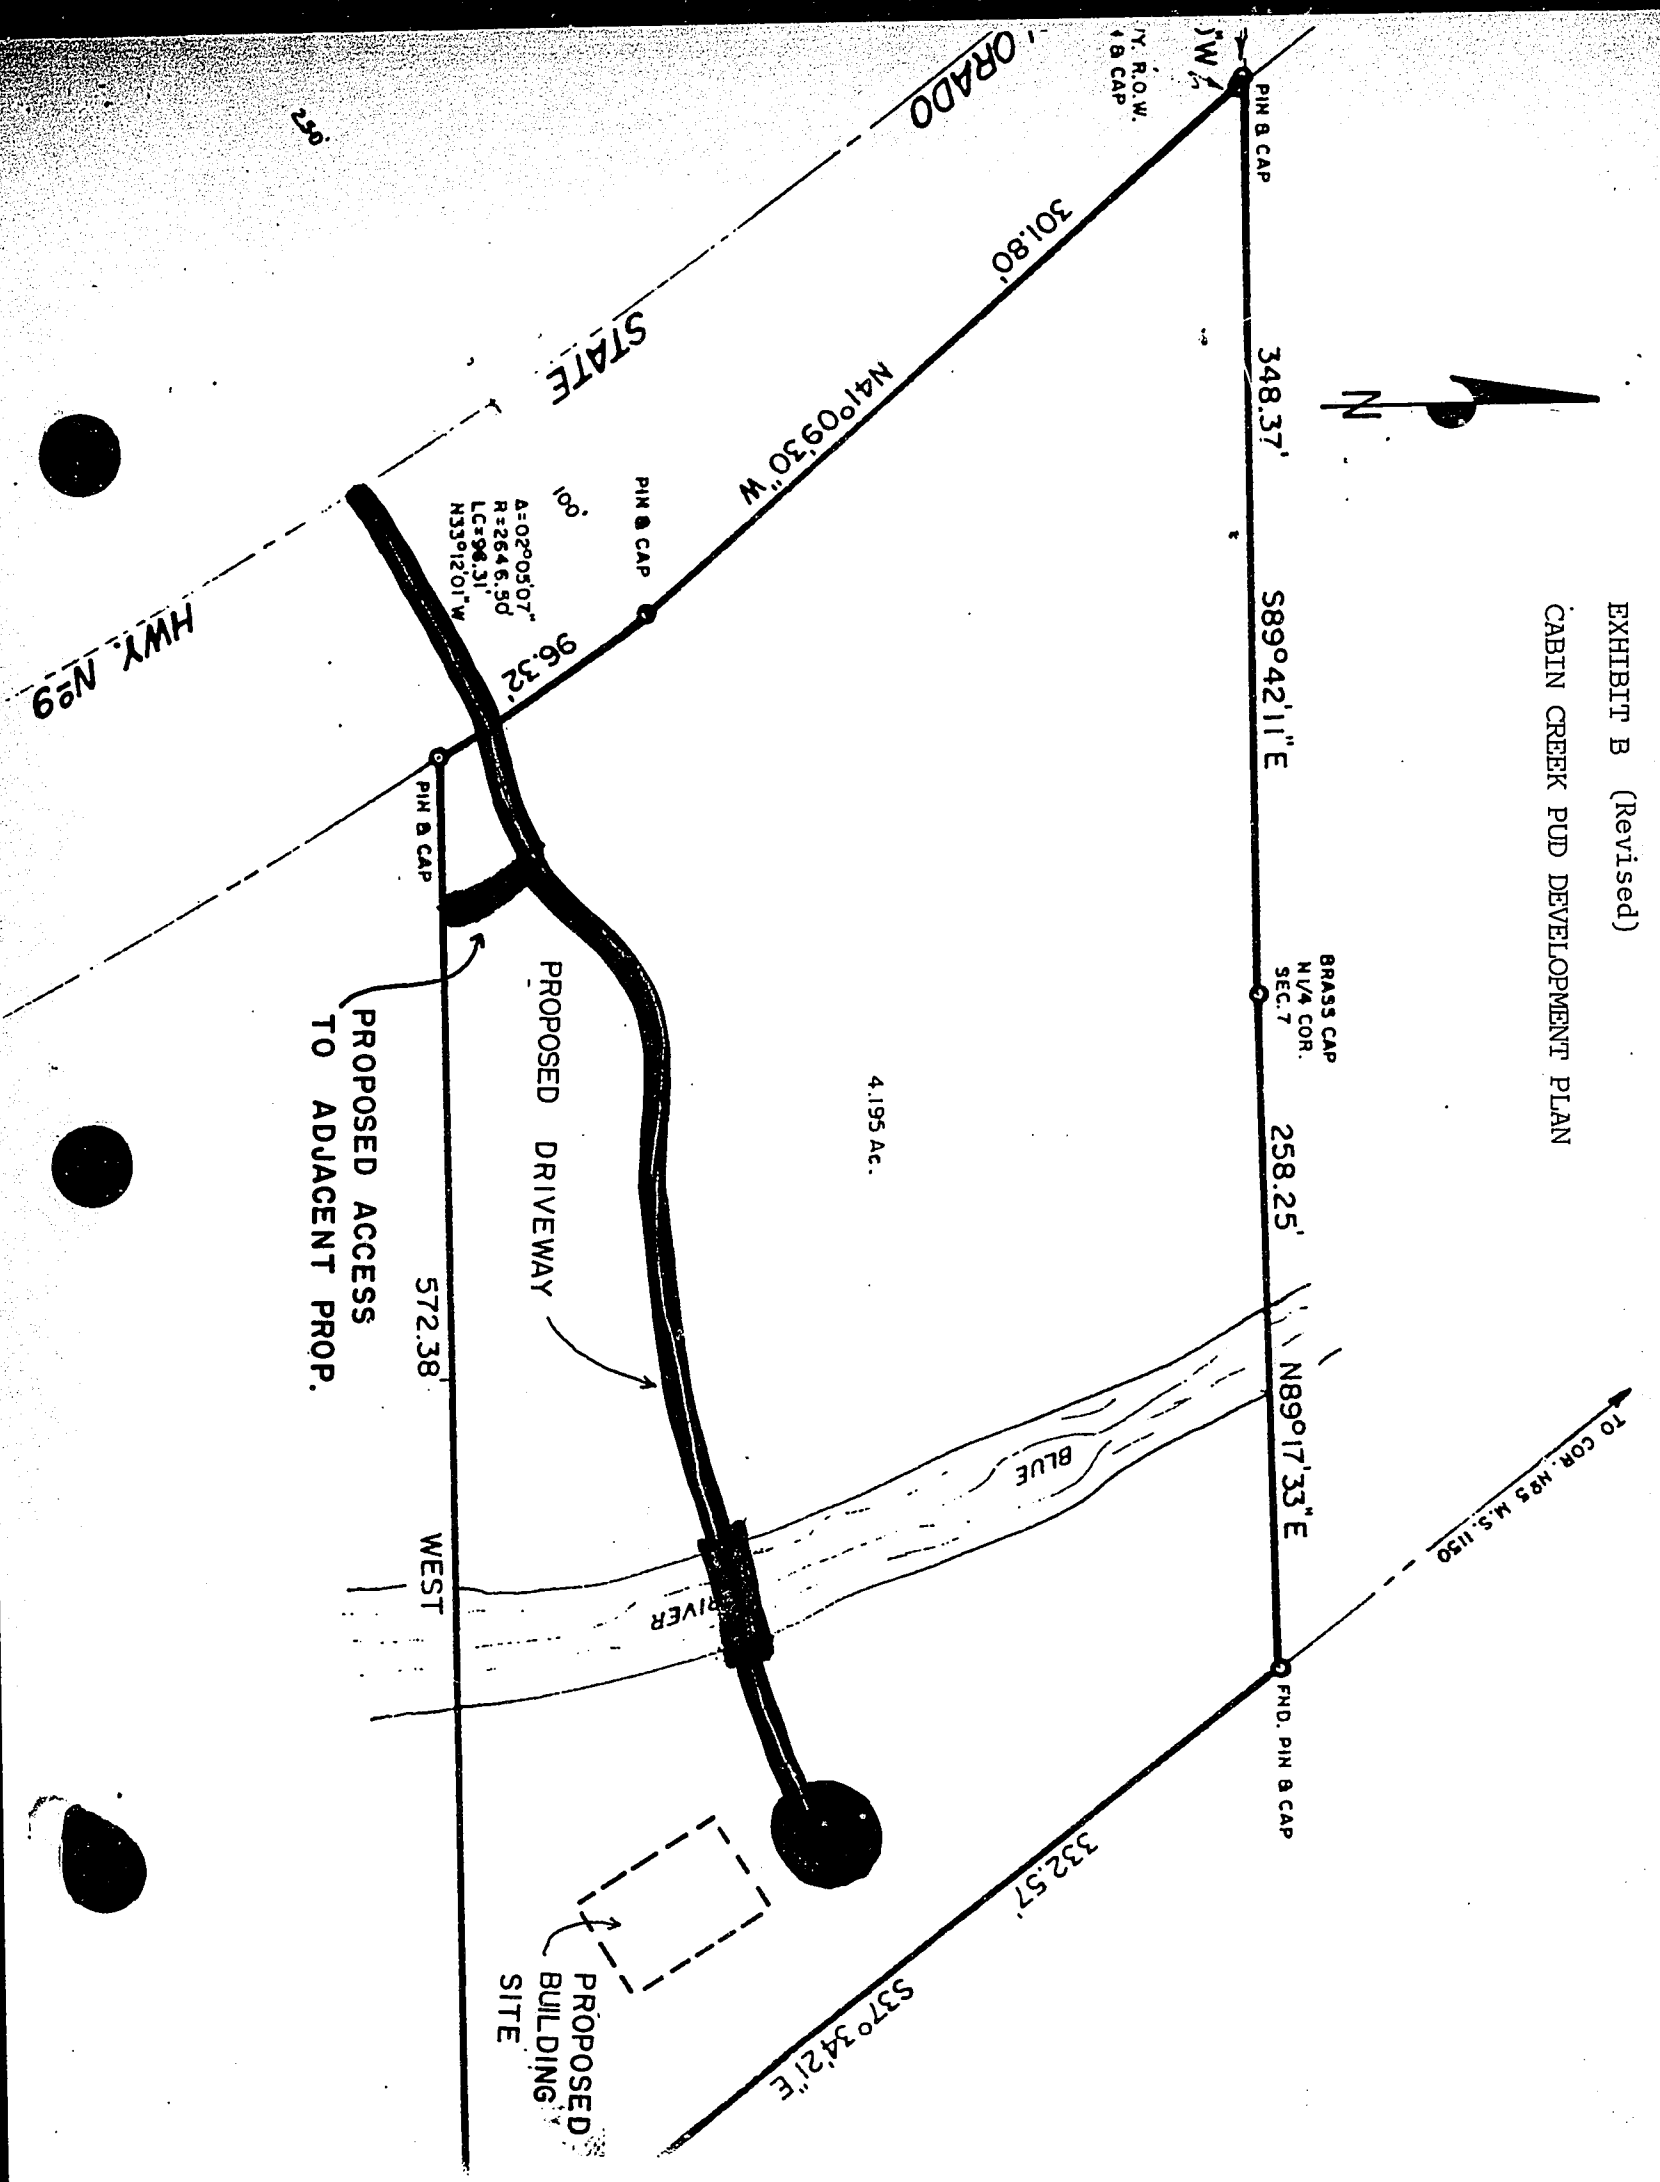 EXHIBIT B (Revised)
CABIN CREEK PUD DEVELOPMENT PLAN
N
TO COR. Nº5 M.S. 1150
BRASS CAP
N1/4 COR.
SEC. 7
PIN & CAP
348.37'
S89°42'11"E
258.25'
N89°17'33"E
FND. PIN & CAP
"W
Y. R.O.W.
& CAP
ORADO
301.80'
N41°09'30"W
BLUE
332.57'
S37°34'21"E
4.195 Ac.
STATE
PIN & CAP
100'
Δ=02°05'07"
R=2646.50'
LC=96.31'
N33°12'01"W
96.32'
RIVER
PROPOSED DRIVEWAY
PROPOSED
BUILDING
SITE
PIN & CAP
572.38'
WEST
PROPOSED ACCESS
TO ADJACENT PROP.
250'
HWY. Nº9